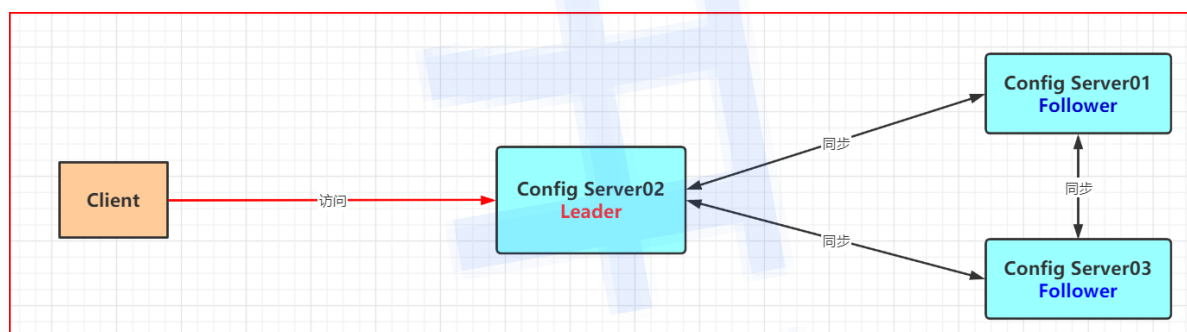 Client
访问
Config Server02
Leader
同步
同步
Config Server01
Follower
同步
Config Server03
Follower